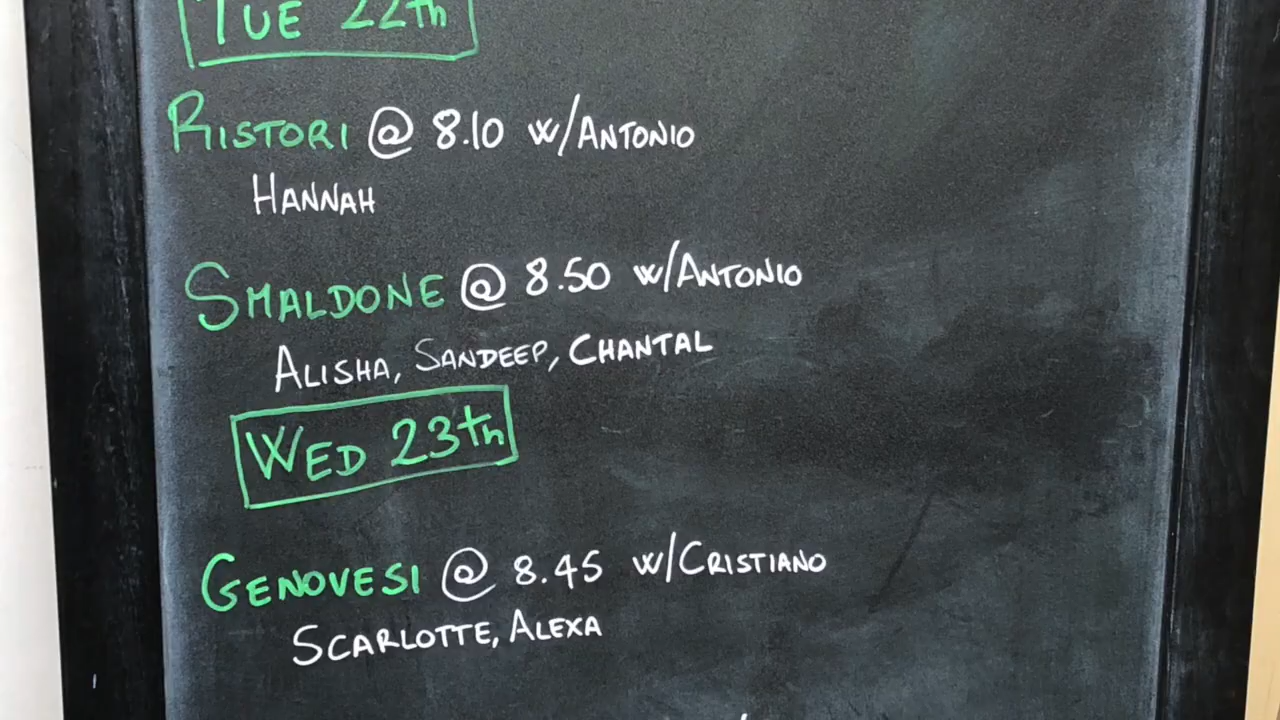 TUE 22th
RISTORI @ 8.10 w/ANTONIO
HANNAH
SMALDONE @ 8.50 w/ANTONIO
ALISHA, SANDEEP, CHANTAL
WED 23th
GENOVESI @ 8.45 w/CRISTIANO
SCARLOTTE, ALEXA